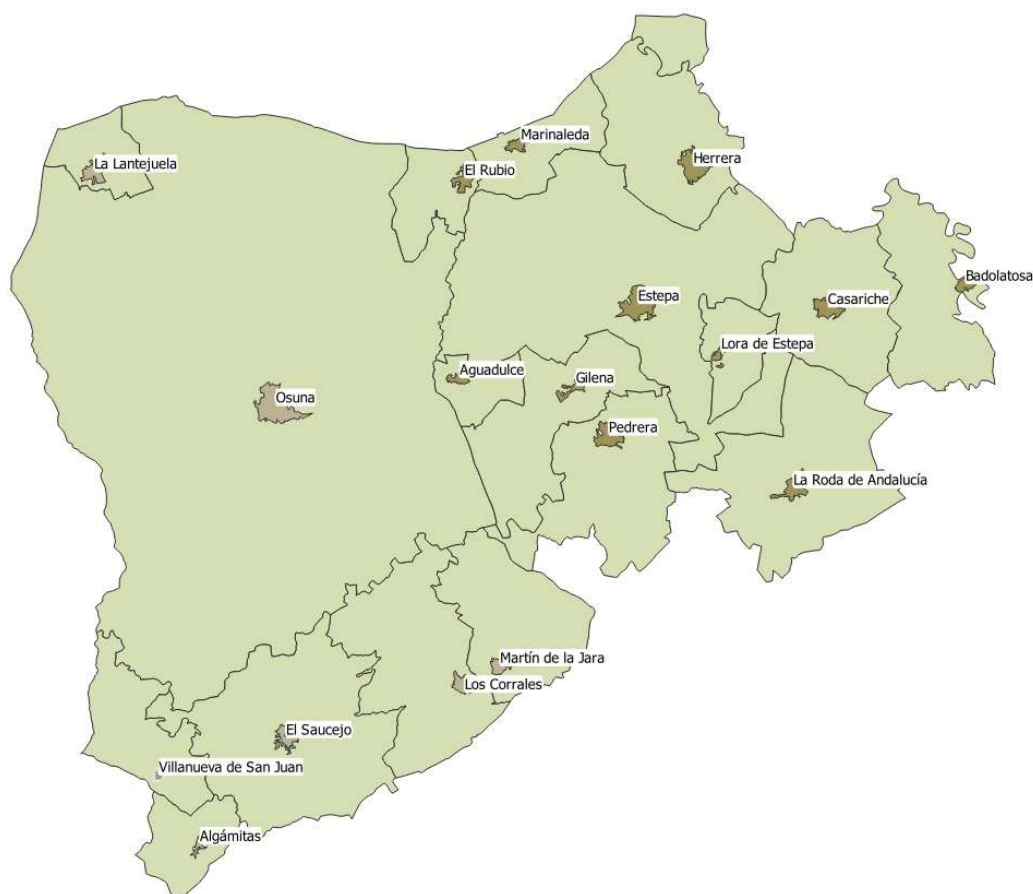 Marinaleda
Herrera
La Lantejuela
El Rubio
Badolatosa
Estepa
Casariche
Lora de Estepa
Aguadulce
Gilena
Osuna
Pedrera
La Roda de Andalucía
Martín de la Jara
Los Corrales
El Saucejo
Villanueva de San Juan
Algámitas